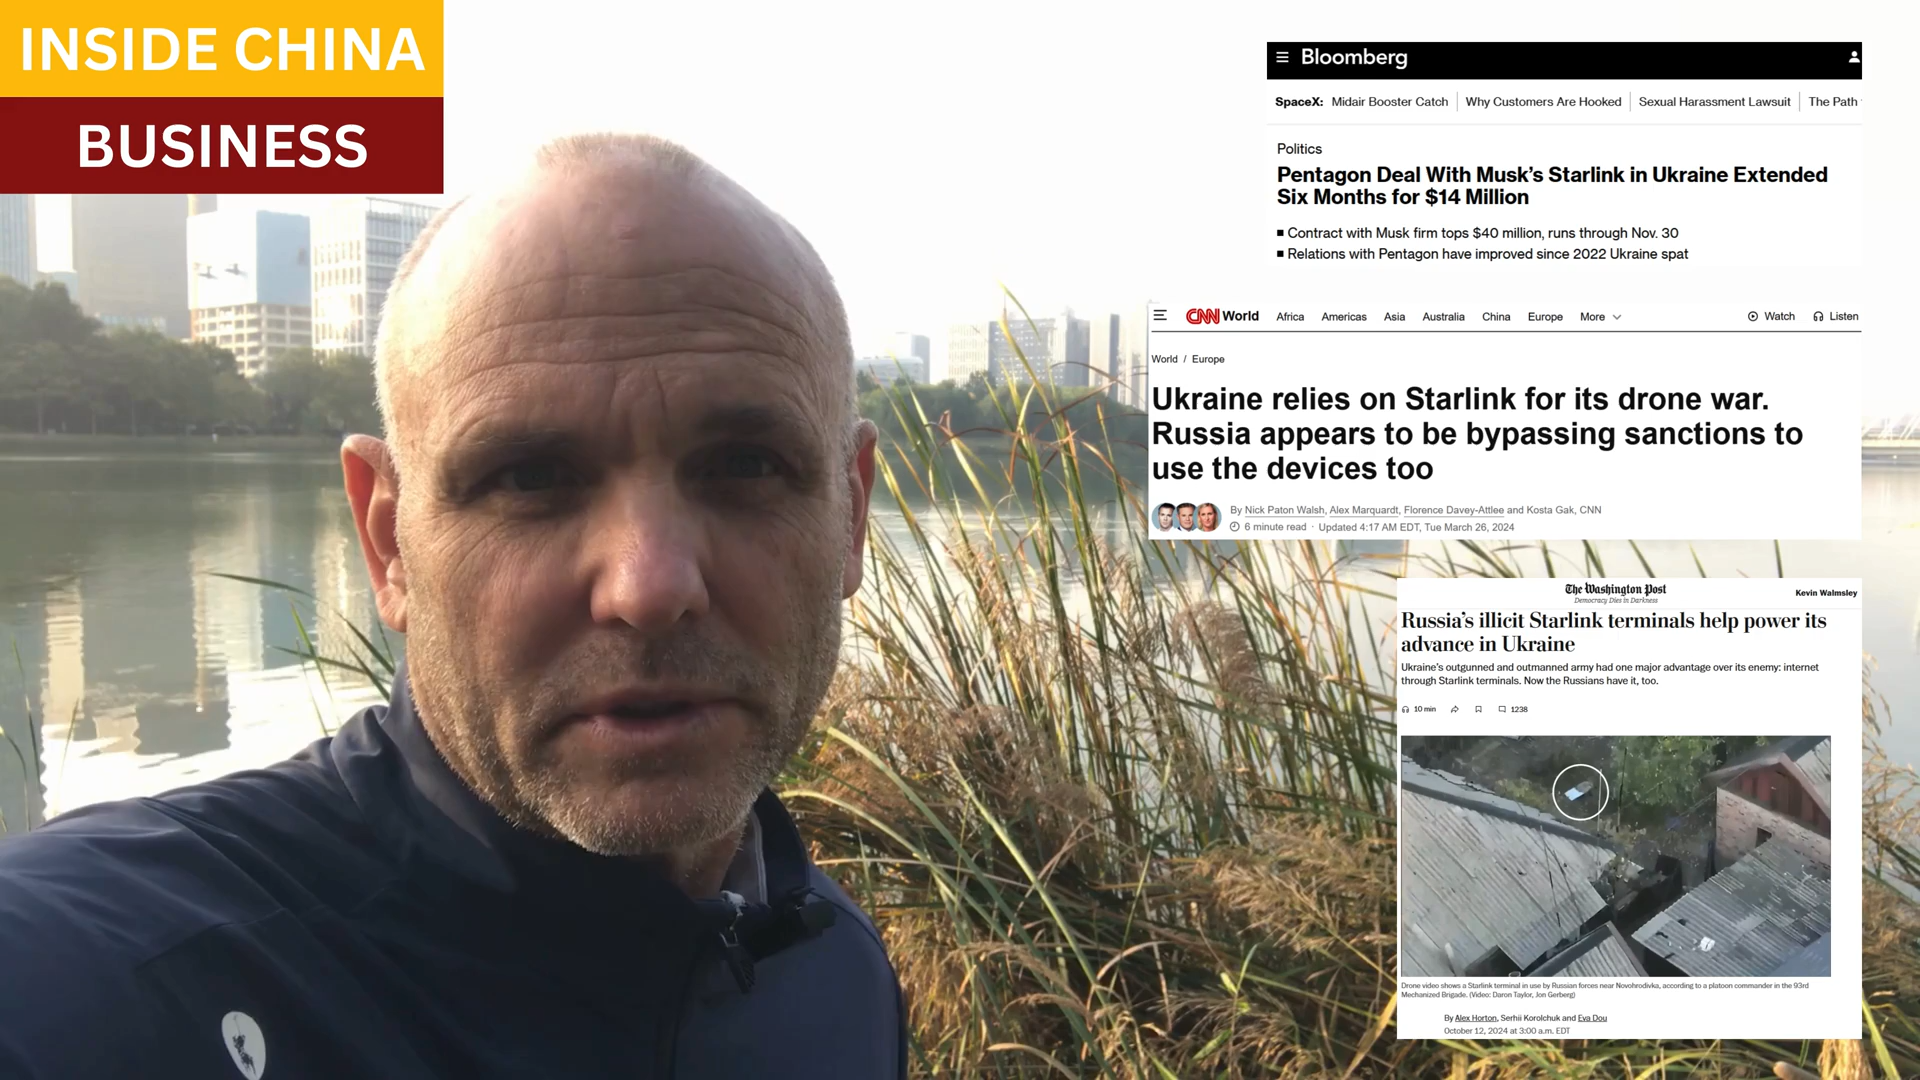 INSIDE CHINA
BUSINESS
Bloomberg
SpaceX: Midair Booster Catch Why Customers Are Hooked Sexual Harassment Lawsuit The Path
Politics
Pentagon Deal With Musk's Starlink in Ukraine Extended
Six Months for $14 Million
Contract with Musk firm tops $40 million, runs through Nov. 30
Relations with Pentagon have improved since 2022 Ukraine spat
CNN World Africa Americas Asia Australia China Europe More Watch Listen
World / Europe
Ukraine relies on Starlink for its drone war.
Russia appears to be bypassing sanctions to
use the devices too
By Nick Paton Walsh, Alex Marquardt, Florence Davey-Attlee and Kosta Gak, CNN
6 minute read · Updated 4:17 AM EDT, Tue March 26, 2024
The Washington Post
Democracy Dies in Darkness
Kevin Walmsley
Russia's illicit Starlink terminals help power its
advance in Ukraine
Ukraine's outgunned and outmanned army had one major advantage over its enemy: internet
through Starlink terminals. Now the Russians have it, too.
10 min 1238
Drone video shows a Starlink terminal in use by Russian forces near Novohrodivka, according to a platoon commander in the 93rd
Mechanized Brigade. (Video: Daron Taylor, Jon Gerberg)
By Alex Horton, Serhii Korolchuk and Eva Dou
October 12, 2024 at 3:00 a.m. EDT